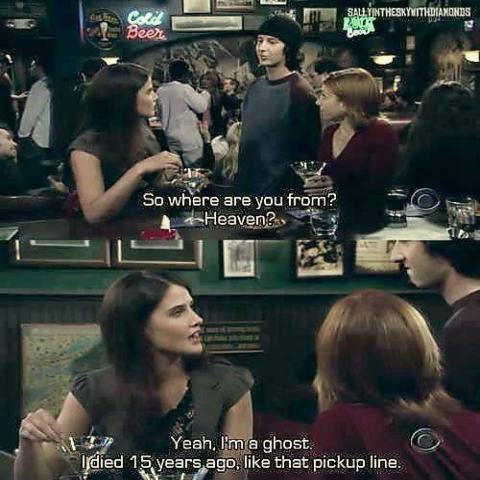 SALLYINTHESKYWITHDIAMONDS
Cold
Beer
So where are you from?
Heaven?
Yeah, I'm a ghost.
I died 15 years ago, like that pickup line.